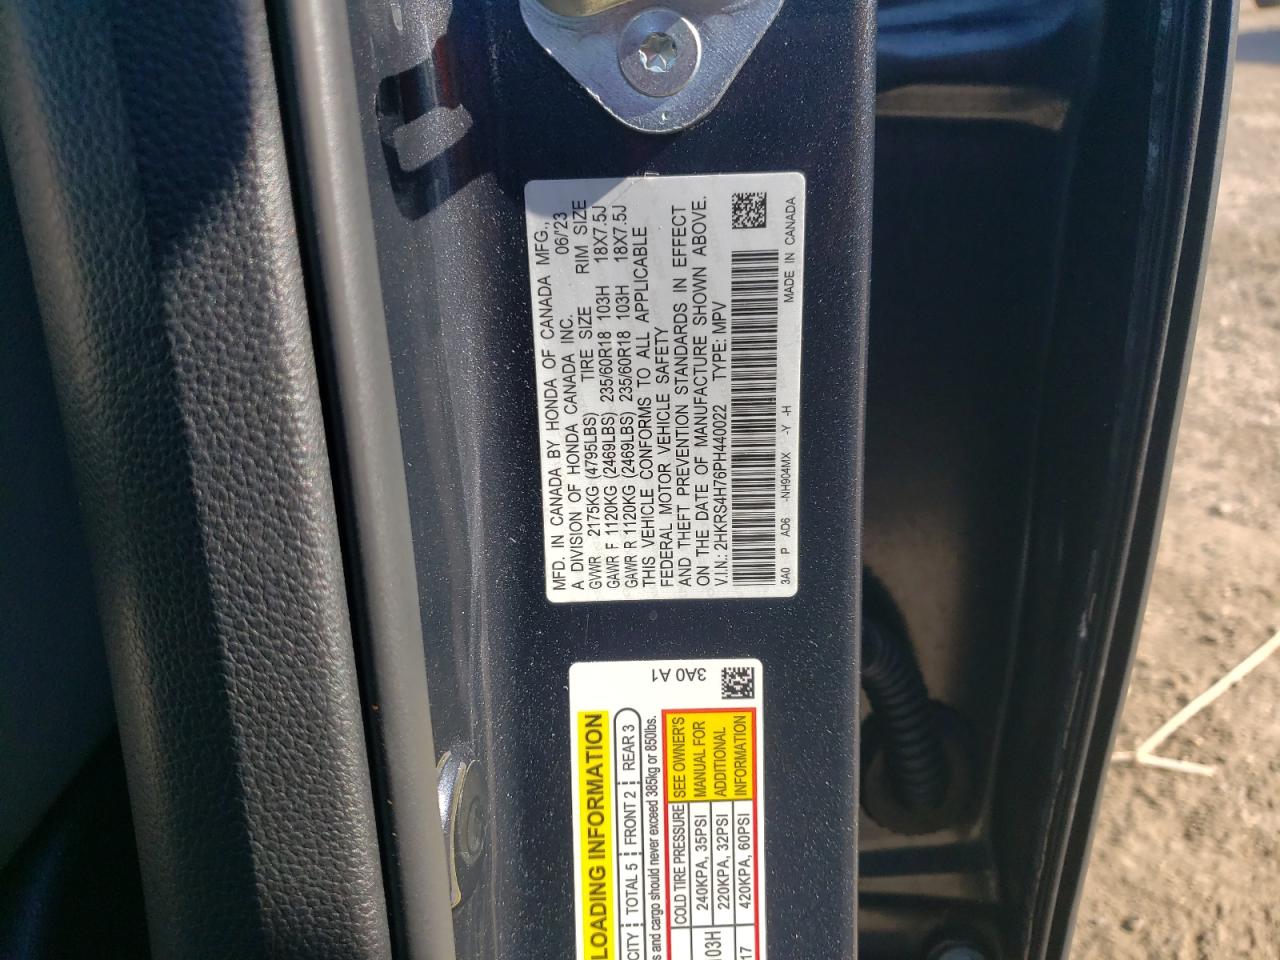 MFD. IN CANADA BY HONDA OF CANADA MFG.,
A DIVISION OF HONDA CANADA INC. 06/'23
GVWR 2175KG (4795LBS) TIRE SIZE RIM SIZE
GAWR F 1120KG (2469LBS) 235/60R18 103H 18X7.5J
GAWR R 1120KG (2469LBS) 235/60R18 103H 18X7.5J
THIS VEHICLE CONFORMS TO ALL APPLICABLE
FEDERAL MOTOR VEHICLE SAFETY
AND THEFT PREVENTION STANDARDS IN EFFECT
ON THE DATE OF MANUFACTURE SHOWN ABOVE.
V.I.N.: 2HKRS4H76PH440022 TYPE: MPV
3A0 P AD6 -NH904MX -Y -H MADE IN CANADA
3A0 A1
LOADING INFORMATION
CITY TOTAL 5 FRONT 2 REAR 3
s and cargo should never exceed 385kg or 850lbs.
COLD TIRE PRESSURE SEE OWNER'S
103H 240KPA, 35PSI MANUAL FOR
220KPA, 32PSI ADDITIONAL
17 420KPA, 60PSI INFORMATION